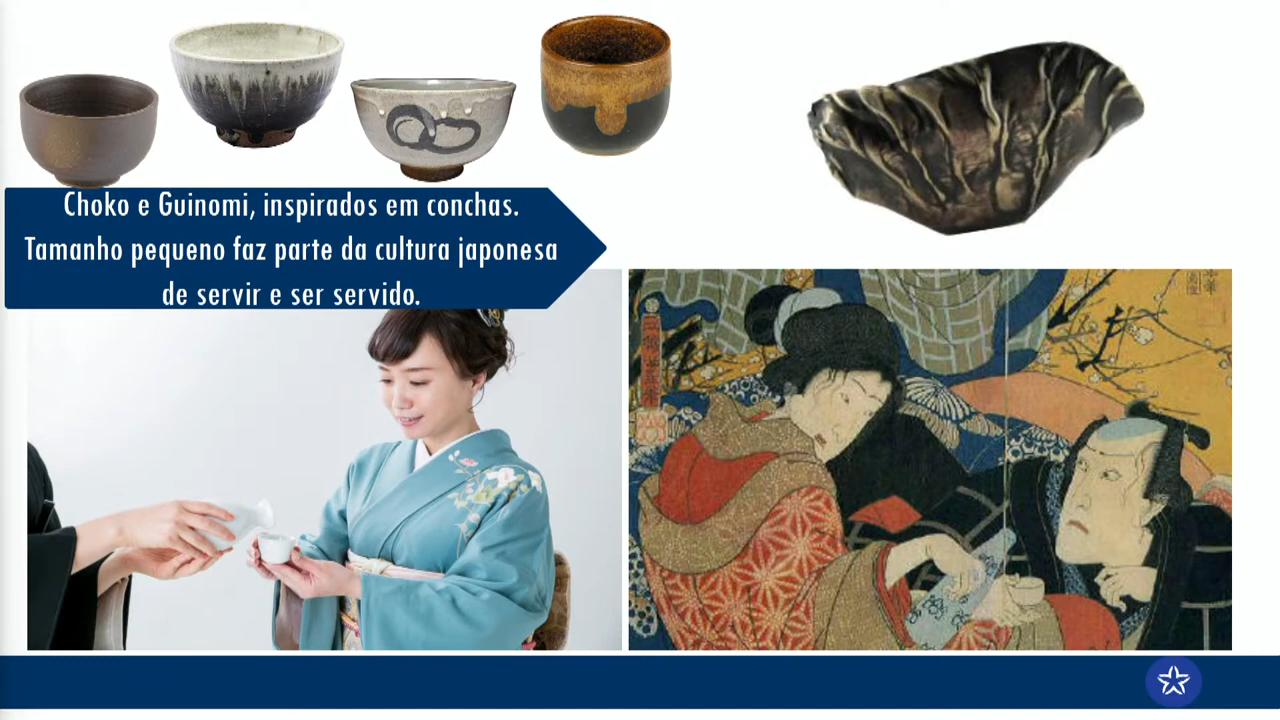 Choko e Guinomi, inspirados em conchas.
Tamanho pequeno faz parte da cultura japonesa
de servir e ser servido.